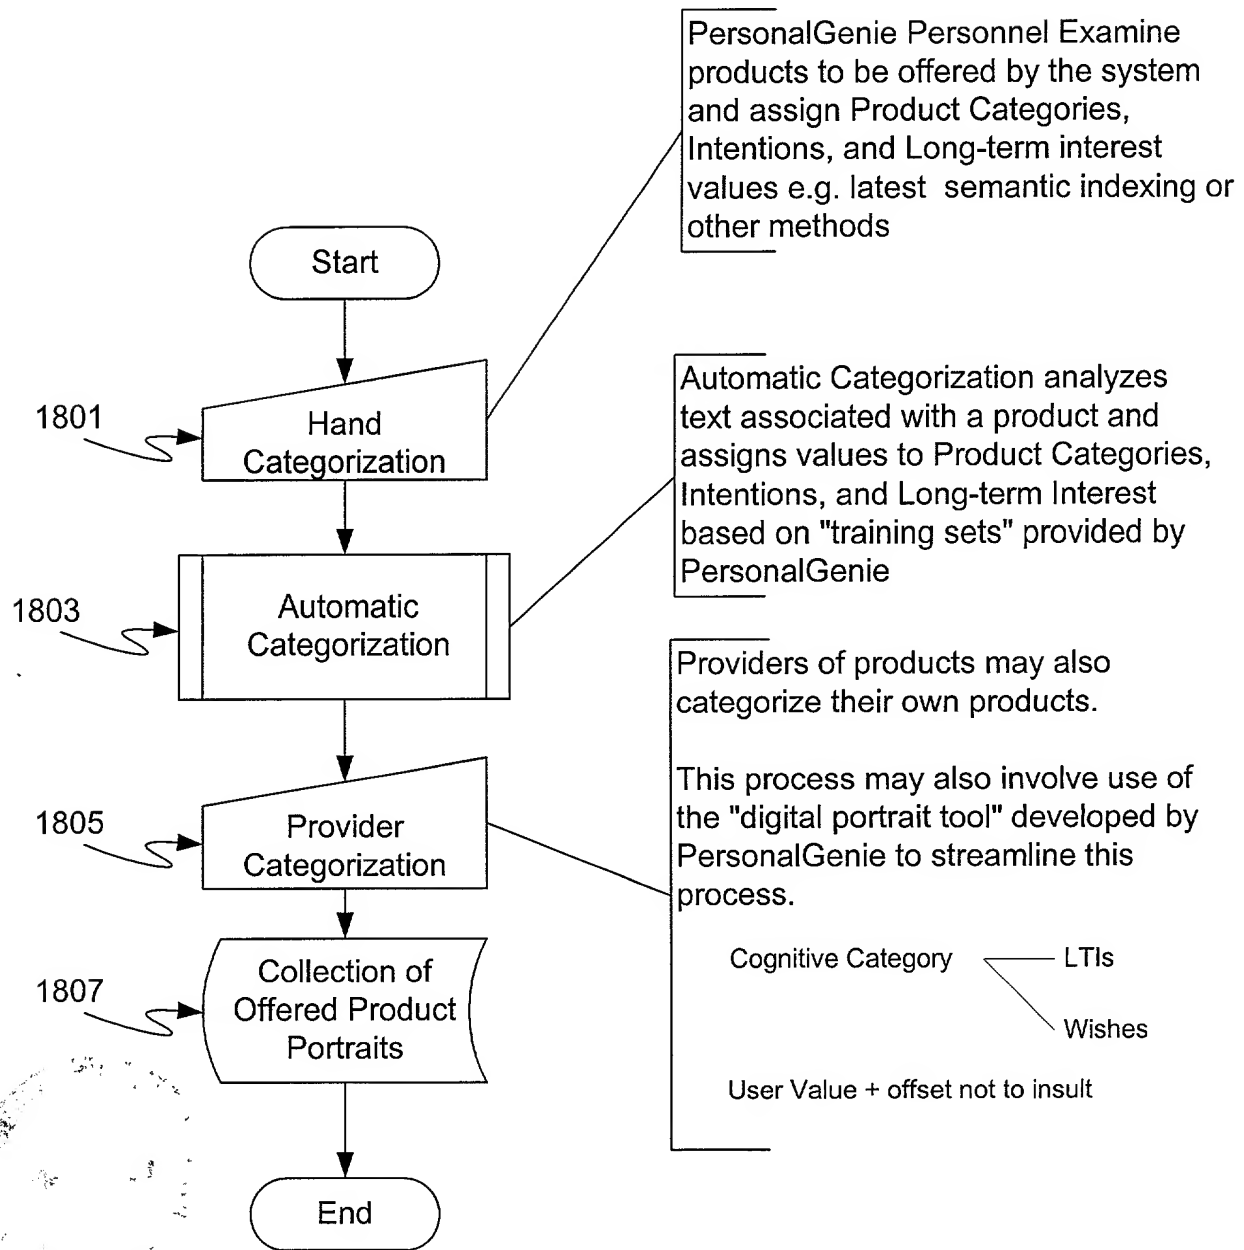 PersonalGenie Personnel Examine
products to be offered by the system
and assign Product Categories,
Intentions, and Long-term interest
values e.g. latest semantic indexing or
other methods
Start
1801
Hand
Categorization
Automatic Categorization analyzes
text associated with a product and
assigns values to Product Categories,
Intentions, and Long-term Interest
based on "training sets" provided by
PersonalGenie
1803
Automatic
Categorization
Providers of products may also
categorize their own products.
This process may also involve use of
the "digital portrait tool" developed by
PersonalGenie to streamline this
process.
1805
Provider
Categorization
Cognitive Category
LTIs
Wishes
User Value + offset not to insult
1807
Collection of
Offered Product
Portraits
End